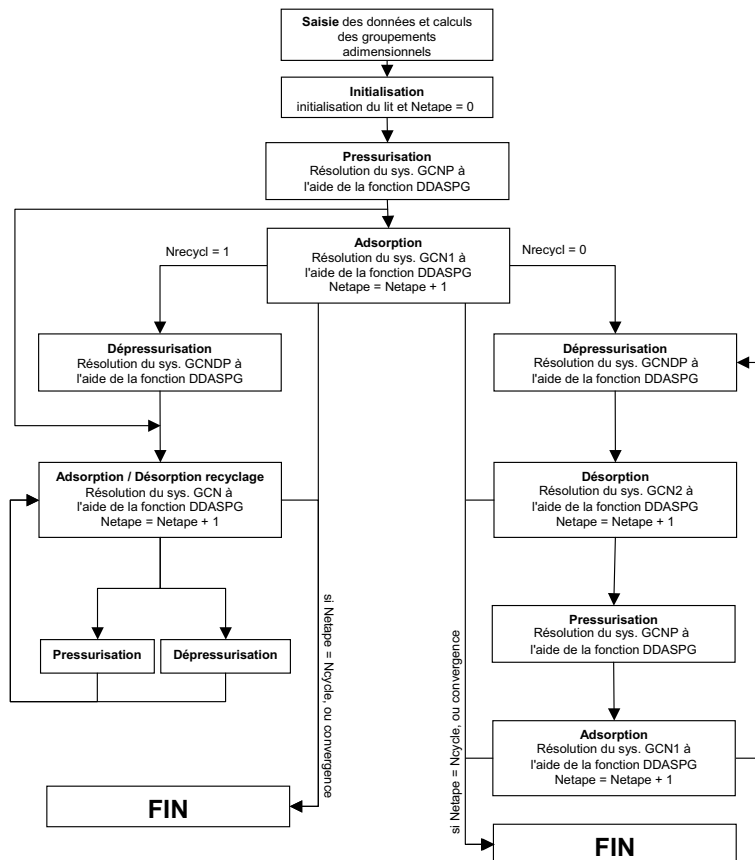 Saisie des données et calculs
des groupements
adimensionnels
Initialisation
initialisation du lit et Netape = 0
Pressurisation
Résolution du sys. GCNP à
l'aide de la fonction DDASPG
Adsorption
Résolution du sys. GCN1 à
l'aide de la fonction DDASPG
Netape = Netape + 1
Nrecycl = 1
Nrecycl = 0
Dépressurisation
Résolution du sys. GCNDP à
l'aide de la fonction DDASPG
Dépressurisation
Résolution du sys. GCNDP à
l'aide de la fonction DDASPG
Adsorption / Désorption recyclage
Résolution du sys. GCN à
l'aide de la fonction DDASPG
Netape = Netape + 1
Désorption
Résolution du sys. GCN2 à
l'aide de la fonction DDASPG
Netape = Netape + 1
Pressurisation
Dépressurisation
si Netape = Ncycle, ou convergence
si Netape = Ncycle, ou convergence
Pressurisation
Résolution du sys. GCNP à
l'aide de la fonction DDASPG
Adsorption
Résolution du sys. GCN1 à
l'aide de la fonction DDASPG
Netape = Netape + 1
FIN
FIN